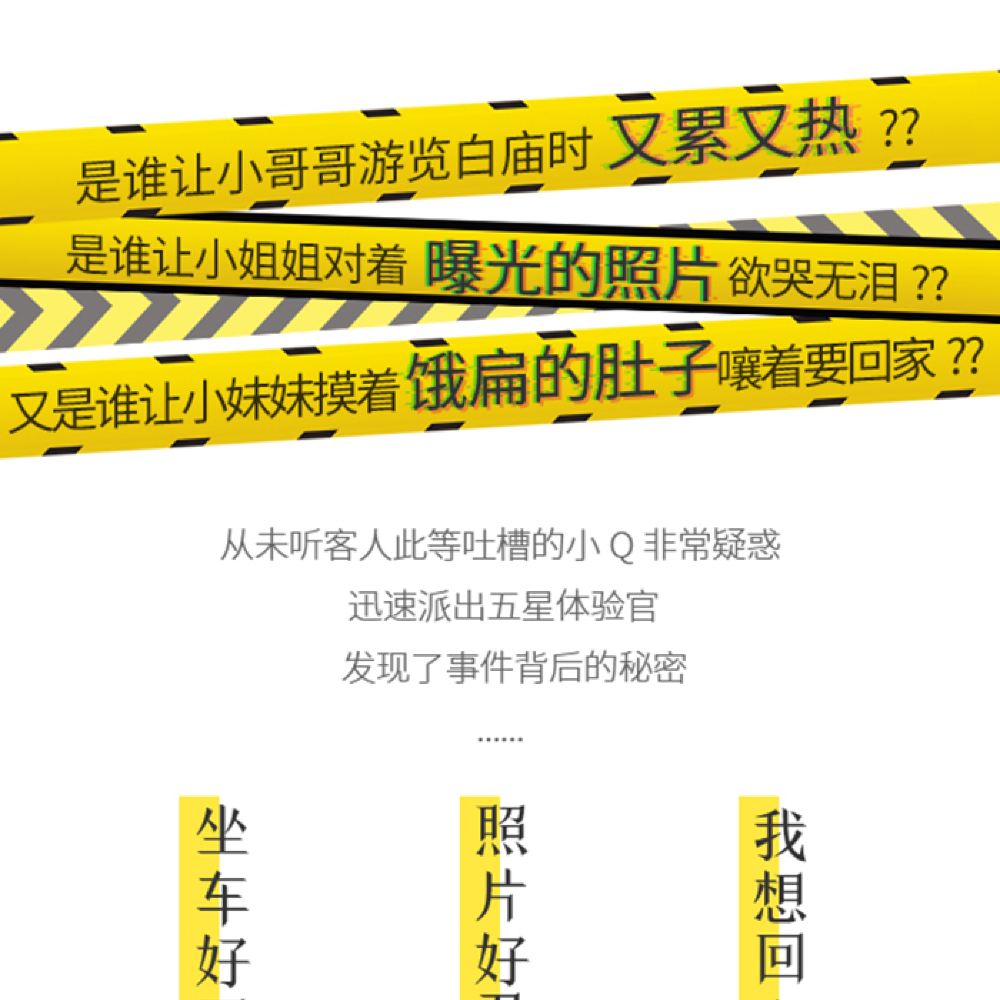 是谁让小哥哥游览白庙时又累又热??
是谁让小姐姐对着曝光的照片欲哭无泪??
又是谁让小妹妹摸着饿扁的肚子嚷着要回家??
从未听客人此等吐槽的小Q非常疑惑
迅速派出五星体验官
发现了事件背后的秘密
......
坐车好
照片好
我想回